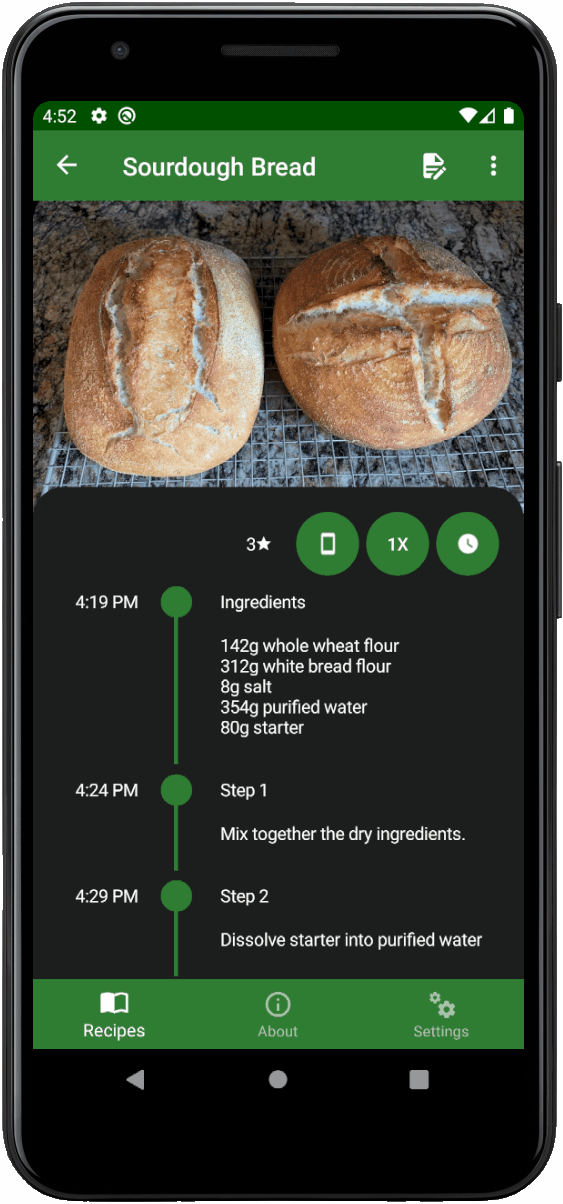 4:52
Sourdough Bread
3★
1X
4:19 PM
Ingredients
142g whole wheat flour
312g white bread flour
8g salt
354g purified water
80g starter
4:24 PM
Step 1
Mix together the dry ingredients.
4:29 PM
Step 2
Dissolve starter into purified water
Recipes
About
Settings